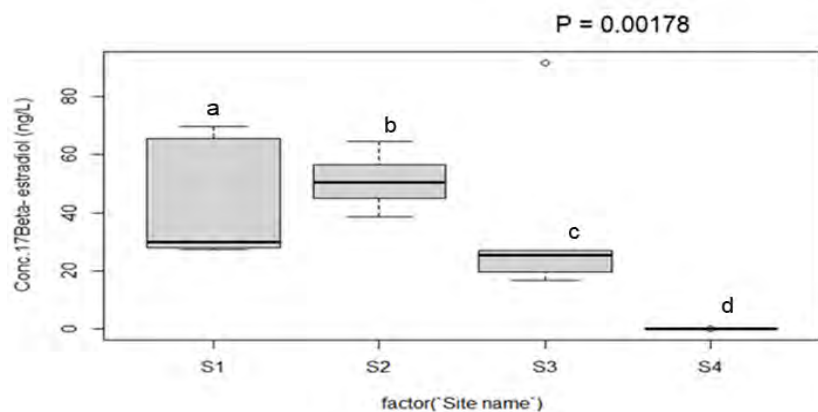 P = 0.00178
Conc.17Beta- estradiol (ng/L)
80
60
40
20
0
a
b
c
d
S1
S2
S3
S4
factor(`Site name`)